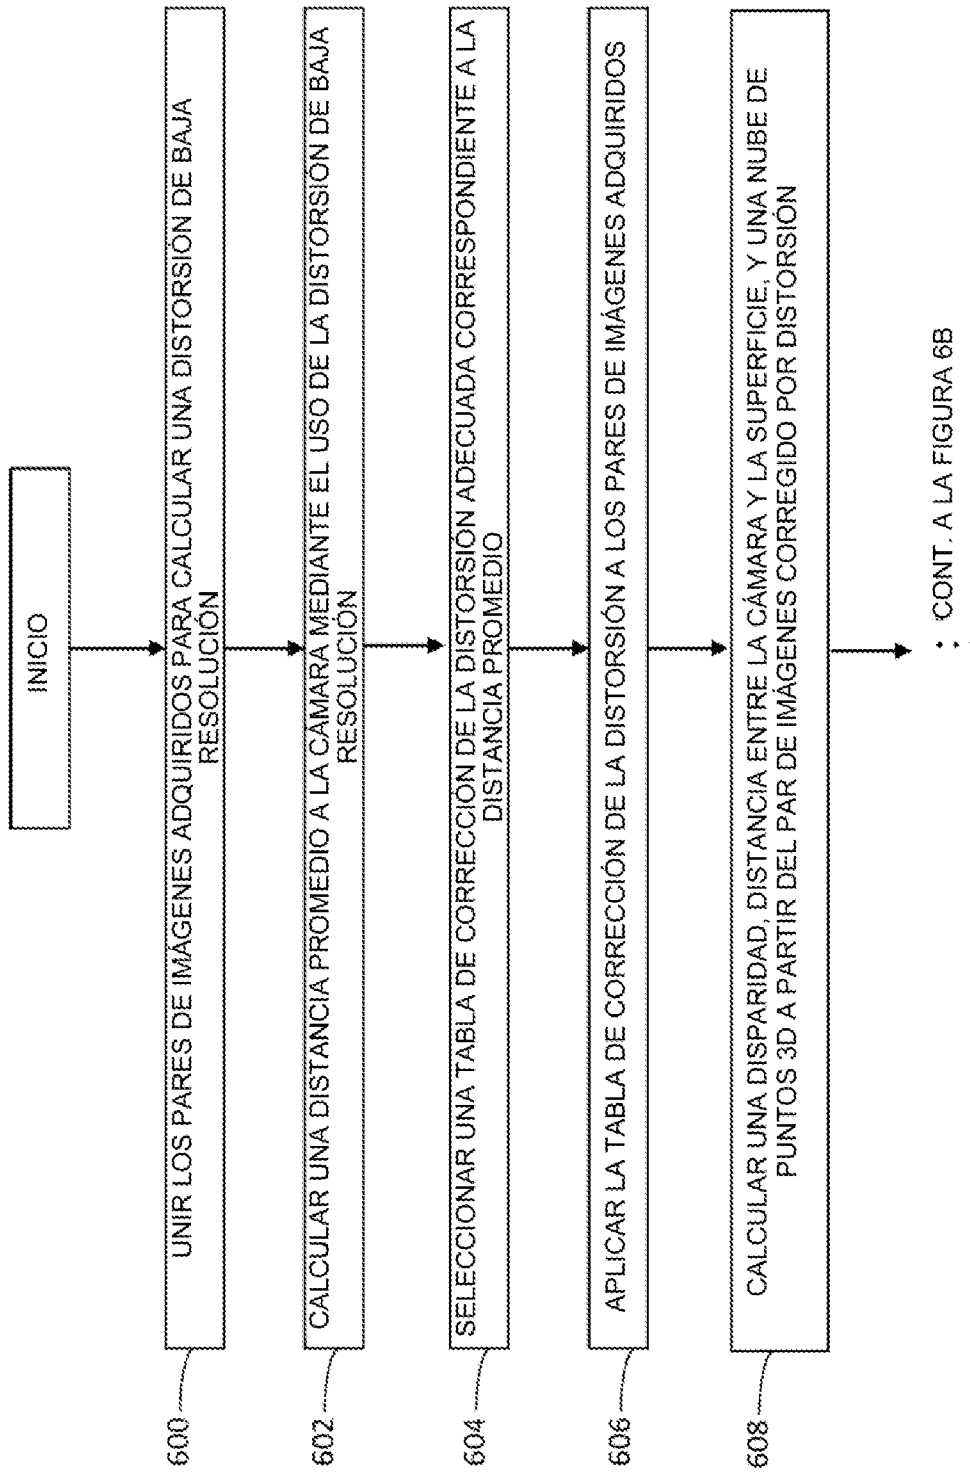 INICIO
600
UNIR LOS PARES DE IMÁGENES ADQUIRIDOS PARA CALCULAR UNA DISTORSIÓN DE BAJA
RESOLUCIÓN
602
CALCULAR UNA DISTANCIA PROMEDIO A LA CÁMARA MEDIANTE EL USO DE LA DISTORSIÓN DE BAJA
RESOLUCIÓN
604
SELECCIONAR UNA TABLA DE CORRECCIÓN DE LA DISTORSIÓN ADECUADA CORRESPONDIENTE A LA
DISTANCIA PROMEDIO
606
APLICAR LA TABLA DE CORRECCIÓN DE LA DISTORSIÓN A LOS PARES DE IMÁGENES ADQUIRIDOS
608
CALCULAR UNA DISPARIDAD, DISTANCIA ENTRE LA CÁMARA Y LA SUPERFICIE, Y UNA NUBE DE
PUNTOS 3D A PARTIR DEL PAR DE IMÁGENES CORREGIDO POR DISTORSIÓN
CONT. A LA FIGURA 6B